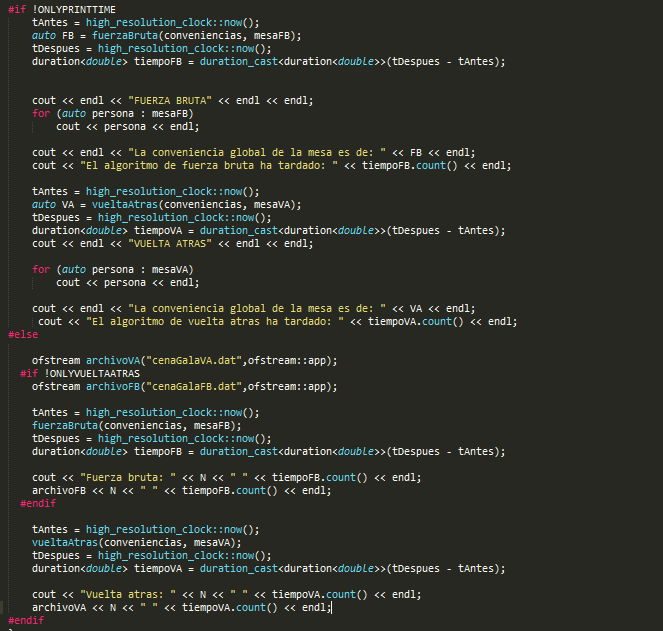 #if !ONLYPRINTTIME
    tAntes = high_resolution_clock::now();
    auto FB = fuerzaBruta(conveniencias, mesaFB);
    tDespues = high_resolution_clock::now();
    duration<double> tiempoFB = duration_cast<duration<double>>(tDespues - tAntes);


    cout << endl << "FUERZA BRUTA" << endl << endl;
    for (auto persona : mesaFB)
        cout << persona << endl;

    cout << endl << "La conveniencia global de la mesa es de: " << FB << endl;
    cout << "El algoritmo de fuerza bruta ha tardado: " << tiempoFB.count() << endl;

    tAntes = high_resolution_clock::now();
    auto VA = vueltaAtras(conveniencias, mesaVA);
    tDespues = high_resolution_clock::now();
    duration<double> tiempoVA = duration_cast<duration<double>>(tDespues - tAntes);
    cout << endl << "VUELTA ATRAS" << endl << endl;

    for (auto persona : mesaVA)
        cout << persona << endl;

    cout << endl << "La conveniencia global de la mesa es de: " << VA << endl;
     cout << "El algoritmo de vuelta atras ha tardado: " << tiempoVA.count() << endl;
#else

    ofstream archivoVA("cenaGalaVA.dat",ofstream::app);
  #if !ONLYVUELTAATRAS
    ofstream archivoFB("cenaGalaFB.dat",ofstream::app);

    tAntes = high_resolution_clock::now();
    fuerzaBruta(conveniencias, mesaFB);
    tDespues = high_resolution_clock::now();
    duration<double> tiempoFB = duration_cast<duration<double>>(tDespues - tAntes);

    cout << "Fuerza bruta: " << N << " " << tiempoFB.count() << endl;
    archivoFB << N << " " << tiempoFB.count() << endl;
  #endif

    tAntes = high_resolution_clock::now();
    vueltaAtras(conveniencias, mesaVA);
    tDespues = high_resolution_clock::now();
    duration<double> tiempoVA = duration_cast<duration<double>>(tDespues - tAntes);

    cout << "Vuelta atras: " << N << " " << tiempoVA.count() << endl;
    archivoVA << N << " " << tiempoVA.count() << endl;
#endif